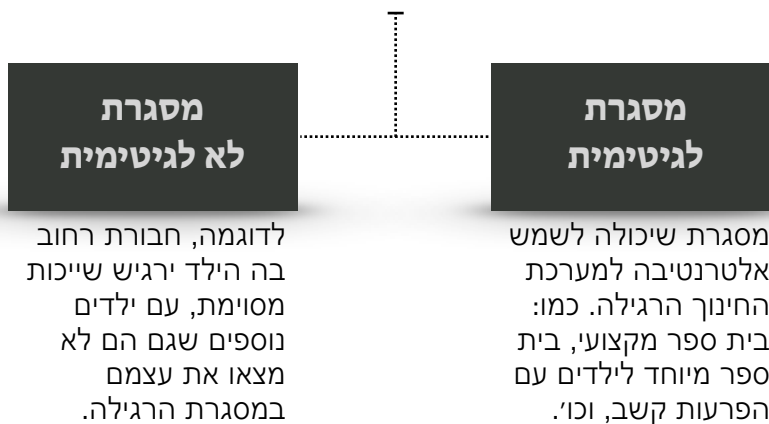 מסגרת
לגיטימית
מסגרת שיכולה לשמש
אלטרנטיבה למערכת
החינוך הרגילה. כמו:
בית ספר מקצועי, בית
ספר מיוחד לילדים עם
הפרעות קשב, וכו׳.
מסגרת
לא לגיטימית
לדוגמה, חבורת רחוב
בה הילד ירגיש שייכות
מסוימת, עם ילדים
נוספים שגם הם לא
מצאו את עצמם
במסגרת הרגילה.